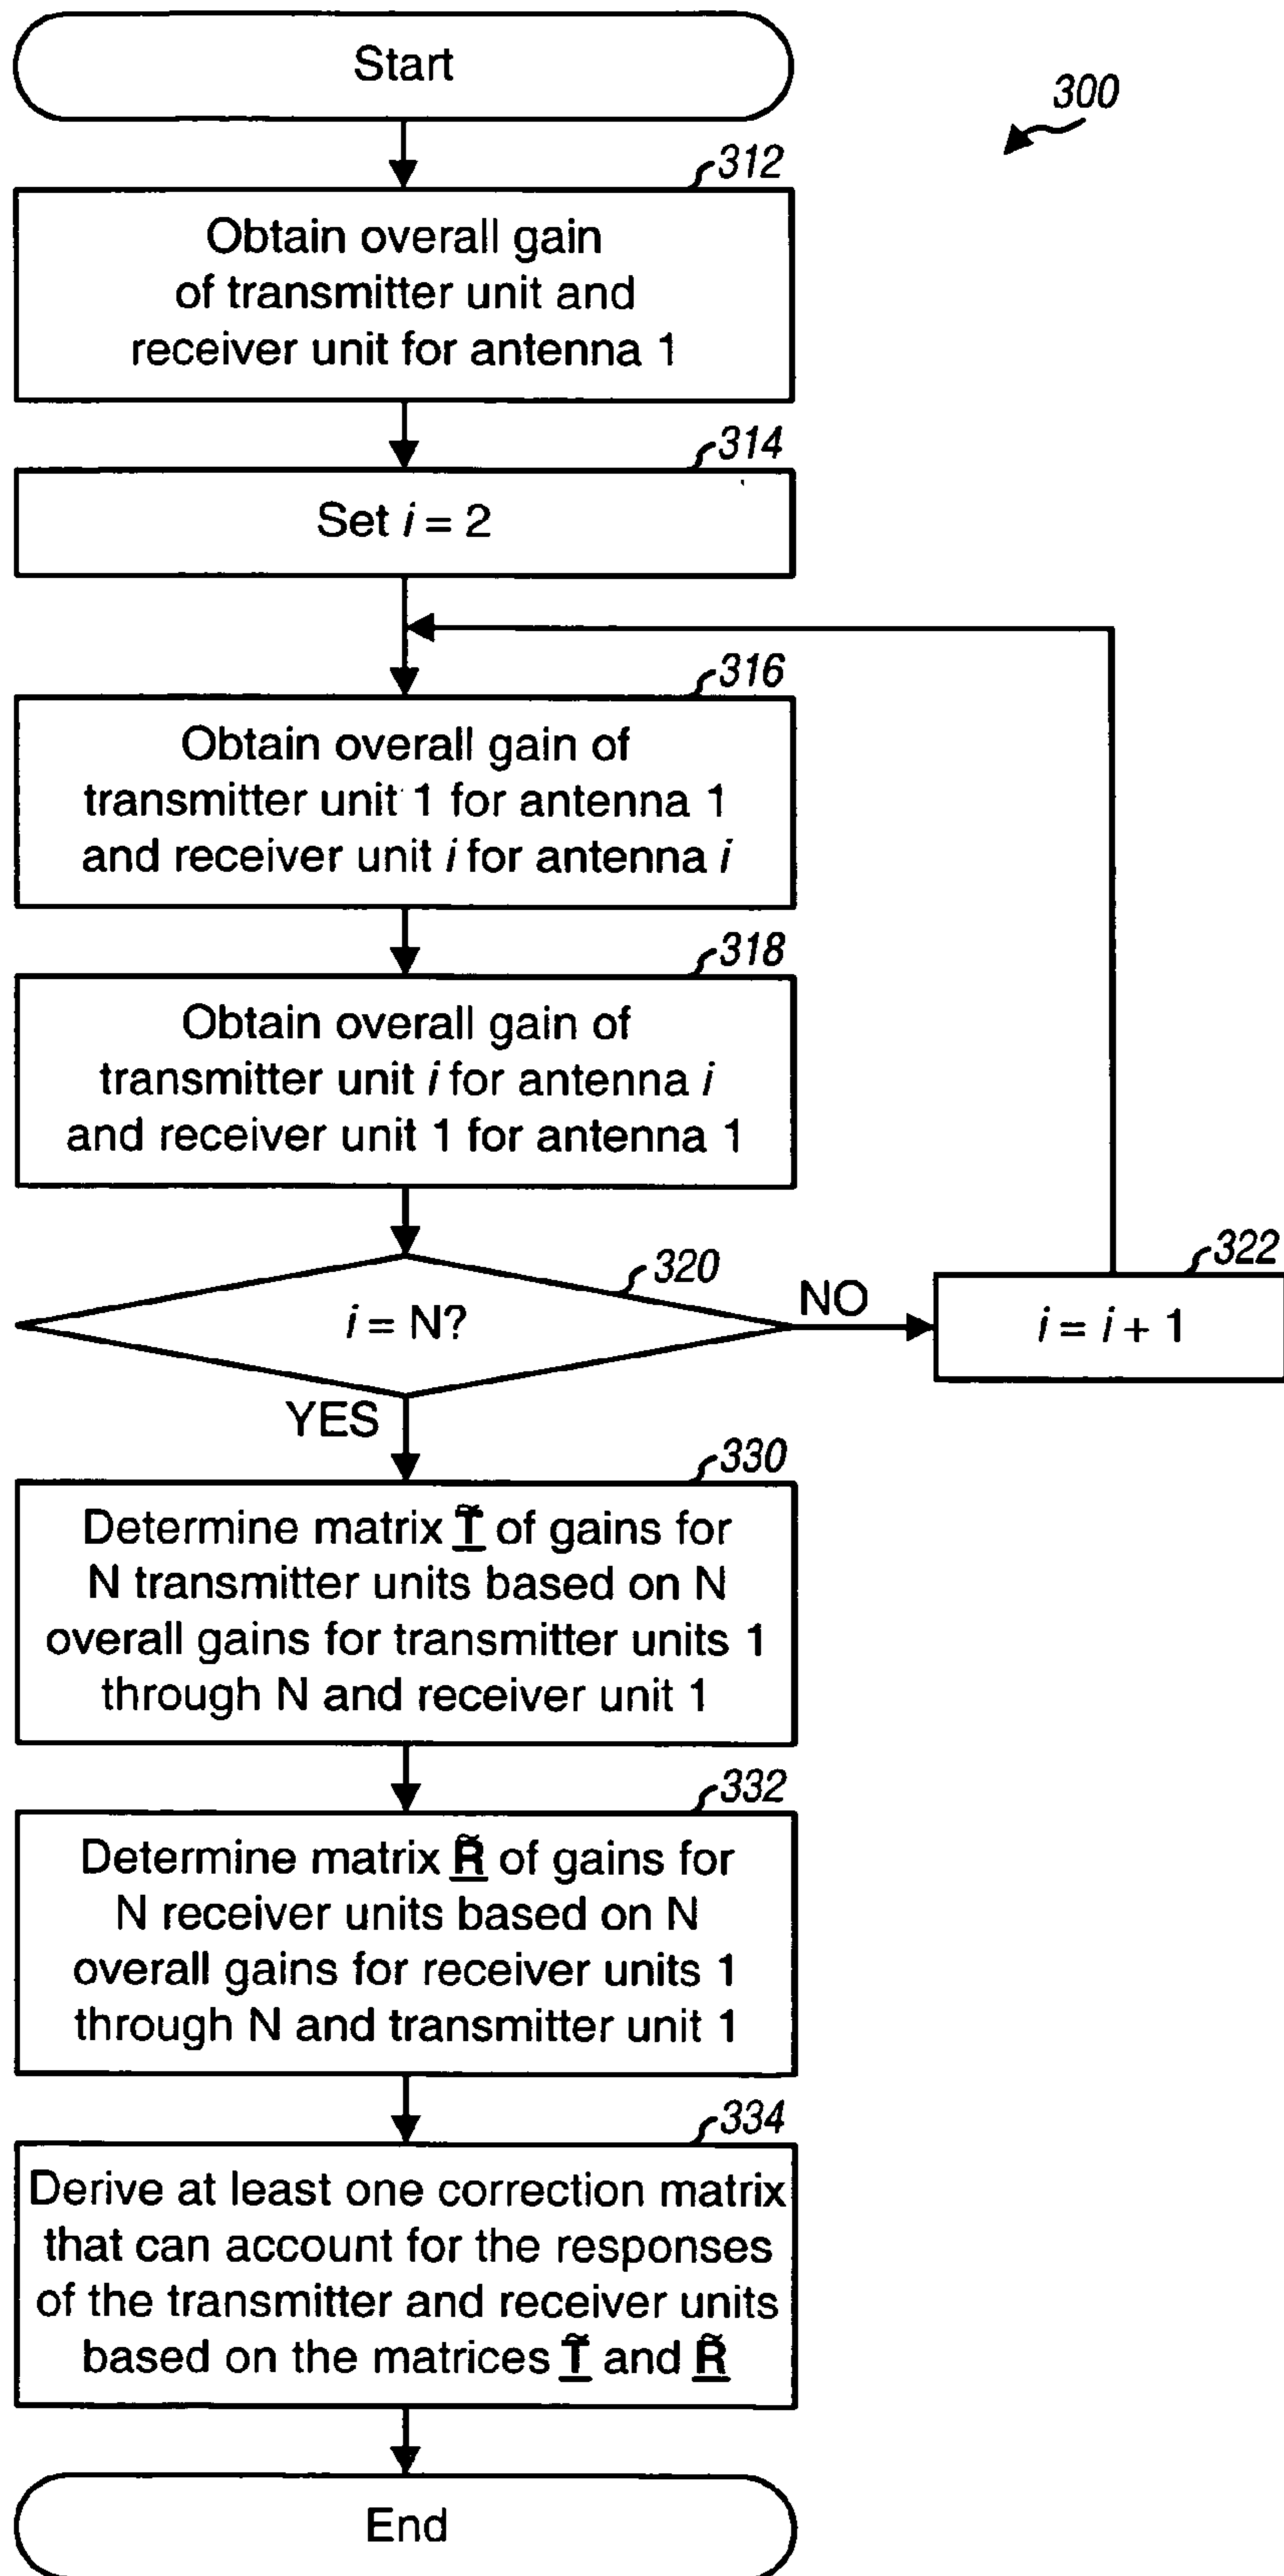 Start
300
312
Obtain overall gain
of transmitter unit and
receiver unit for antenna 1
314
Set i = 2
316
Obtain overall gain of
transmitter unit 1 for antenna 1
and receiver unit i for antenna i
318
Obtain overall gain of
transmitter unit i for antenna i
and receiver unit 1 for antenna 1
320
i = N?
NO
322
i = i + 1
YES
330
Determine matrix T̃ of gains for
N transmitter units based on N
overall gains for transmitter units 1
through N and receiver unit 1
332
Determine matrix R̃ of gains for
N receiver units based on N
overall gains for receiver units 1
through N and transmitter unit 1
334
Derive at least one correction matrix
that can account for the responses
of the transmitter and receiver units
based on the matrices T̃ and R̃
End